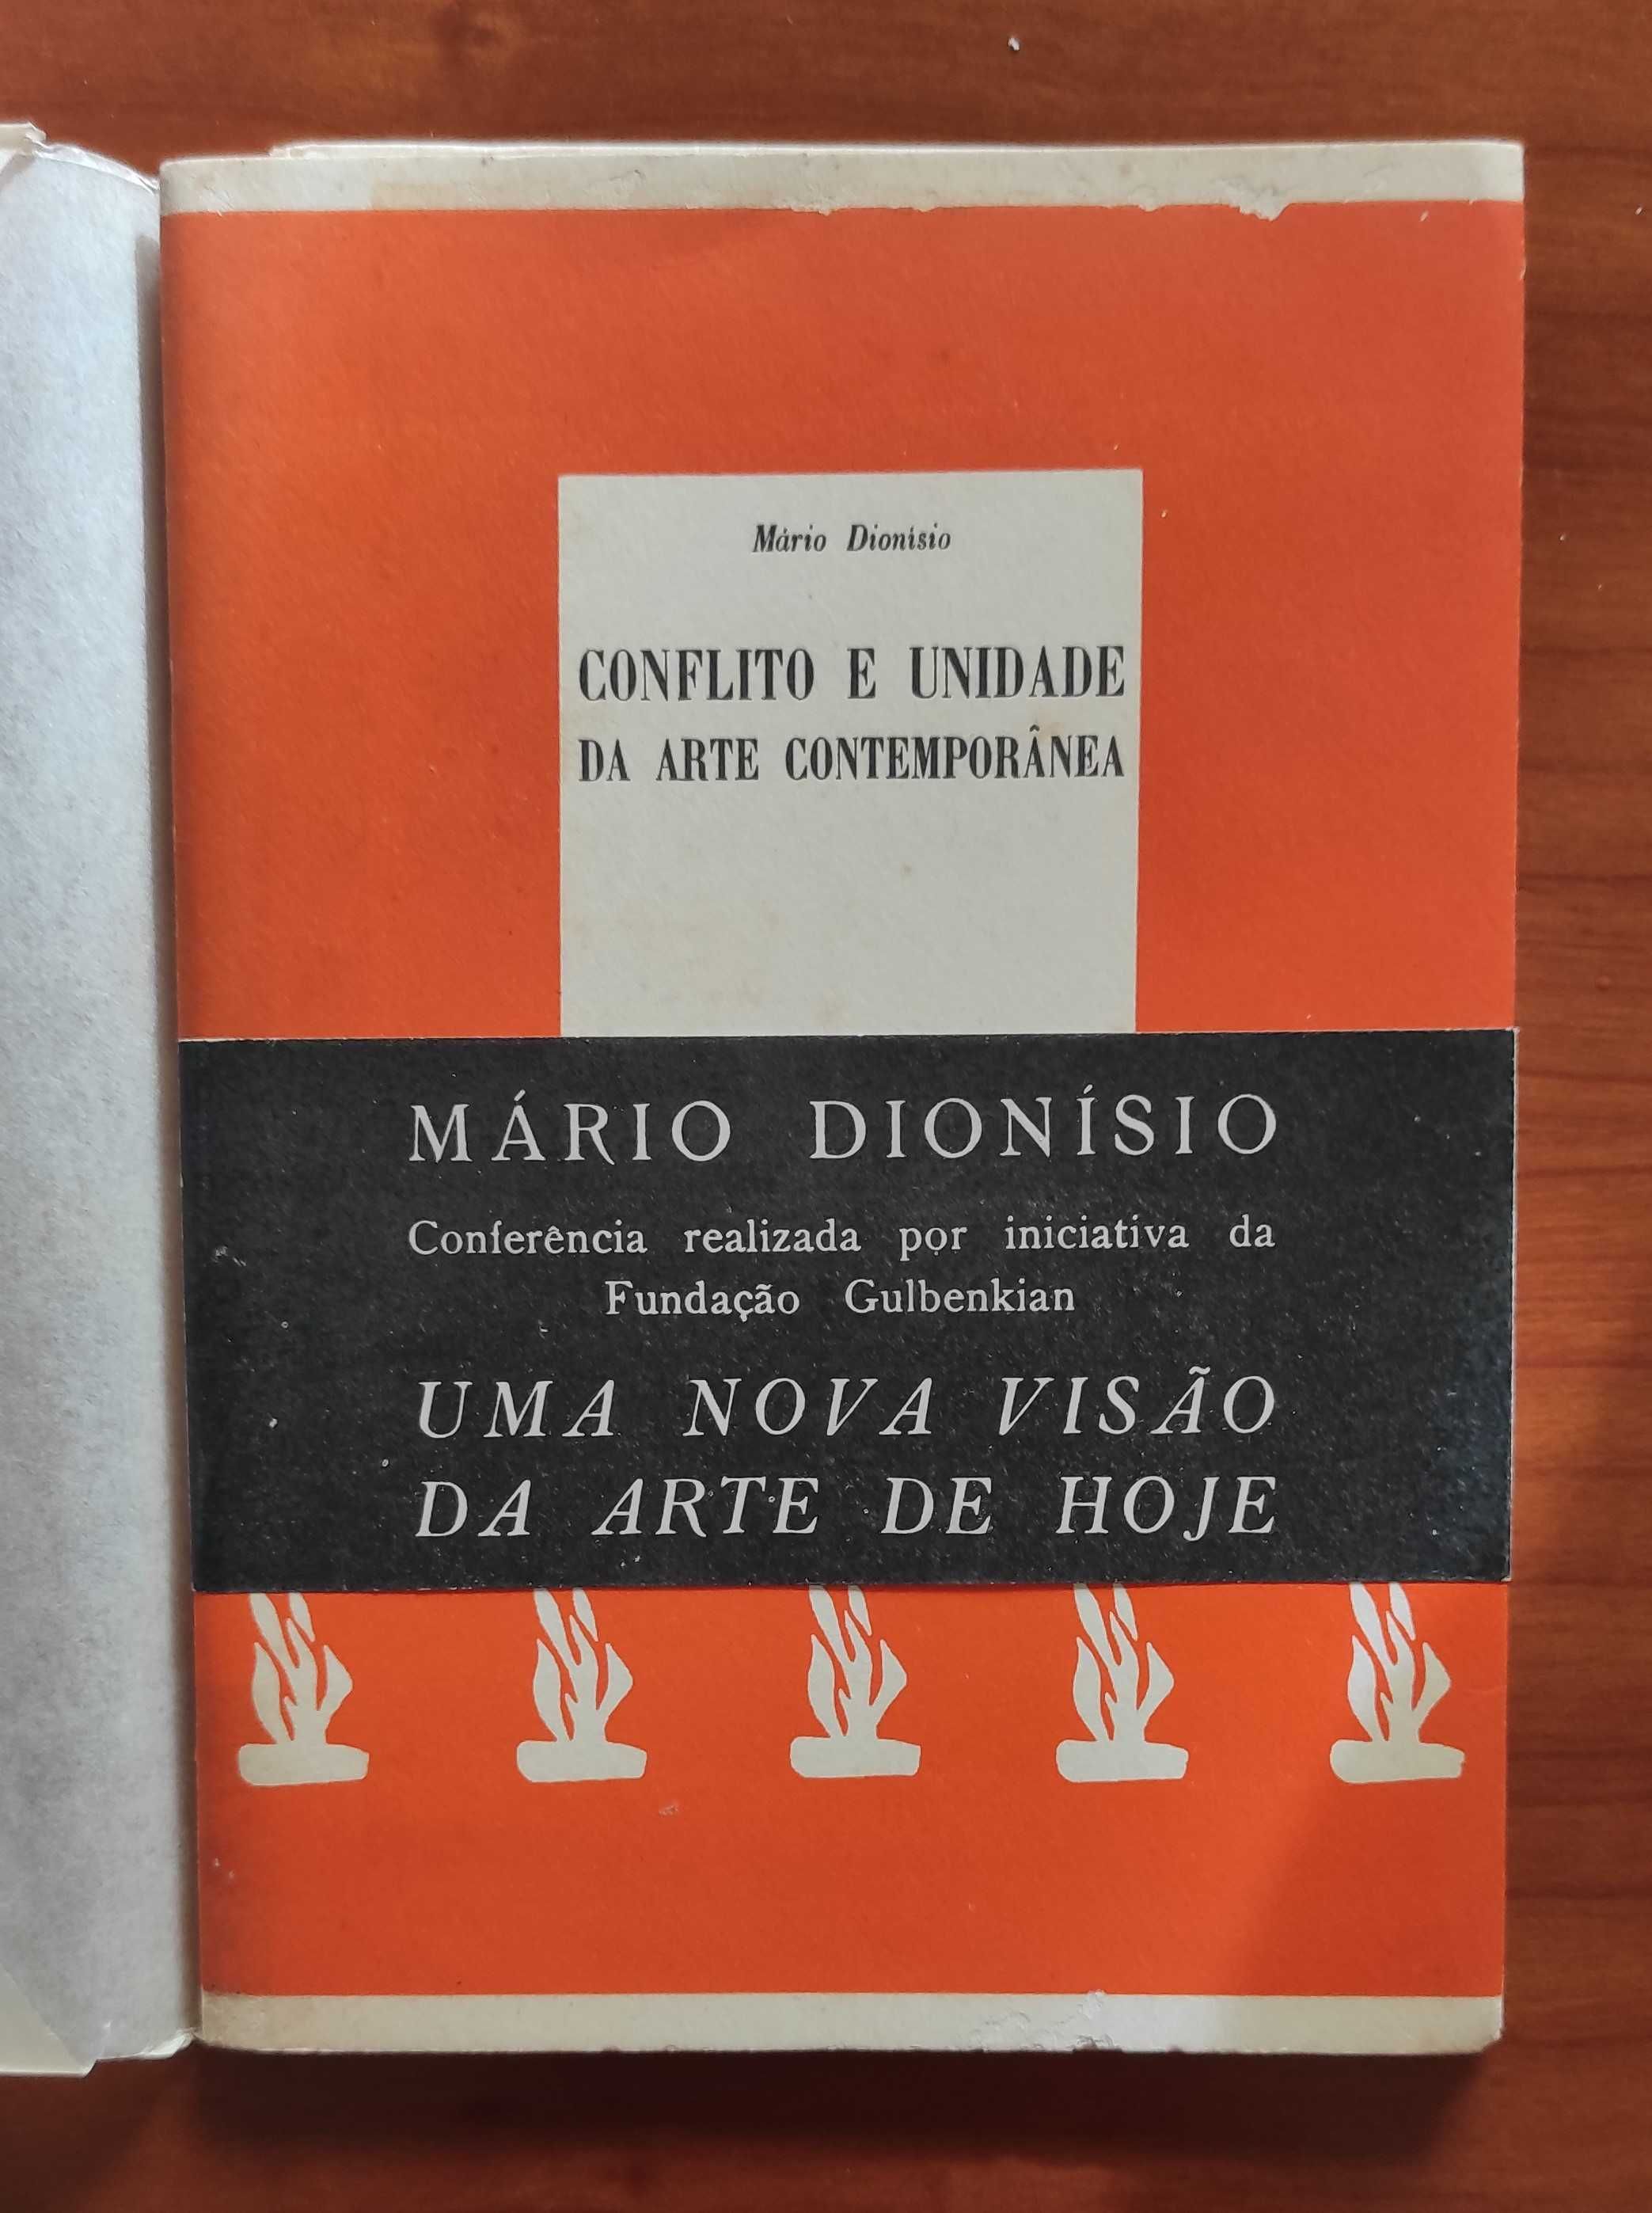 Mário Dionísio
CONFLITO E UNIDADE
DA ARTE CONTEMPORÂNEA
MÁRIO DIONÍSIO
Conferência realizada por iniciativa da
Fundação Gulbenkian
UMA NOVA VISÃO
DA ARTE DE HOJE